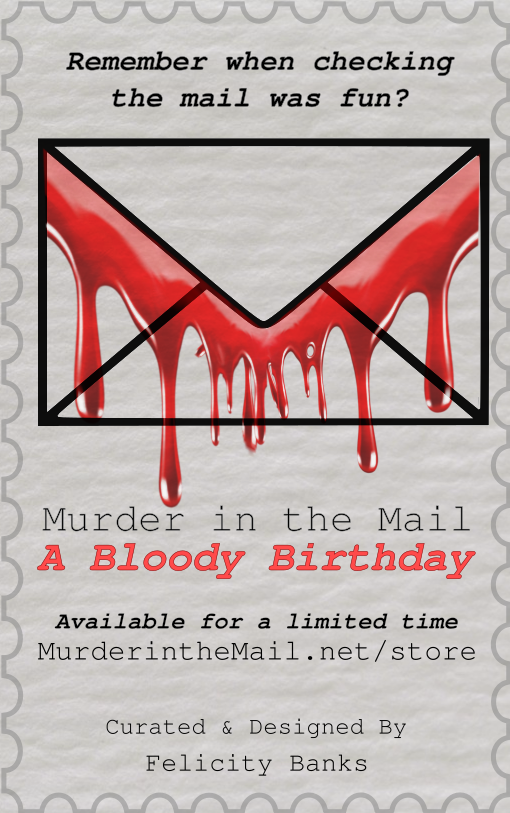 Remember when checking
the mail was fun?
Murder in the Mail
A Bloody Birthday
Available for a limited time
MurderintheMail.net/store
Curated & Designed By
Felicity Banks